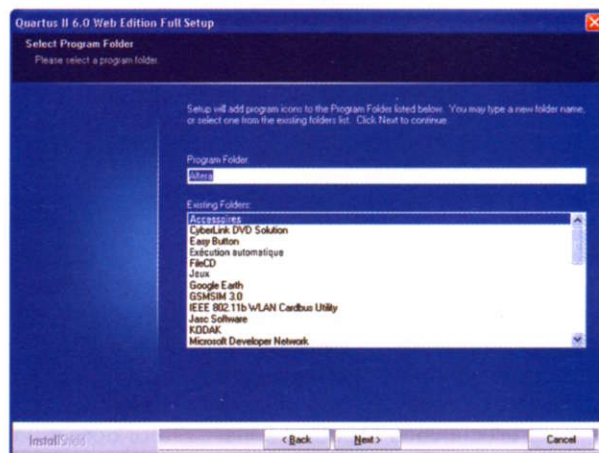 Quartus II 6.0 Web Edition Full Setup
Select Program Folder
Please select a program folder.
Setup will add program icons to the Program Folder listed below. You may type a new folder name,
or select one from the existing folders list. Click Next to continue.
Program Folder:
Altera
Existing Folders:
Accessoires
CyberLink DVD Solution
Easy Button
Exécution automatique
FileCD
Jeux
Google Earth
GSMSIM 3.0
IEEE 802.11b WLAN Cardbus Utility
Jasc Software
KODAK
Microsoft Developer Network
InstallShield
< Back
Next >
Cancel